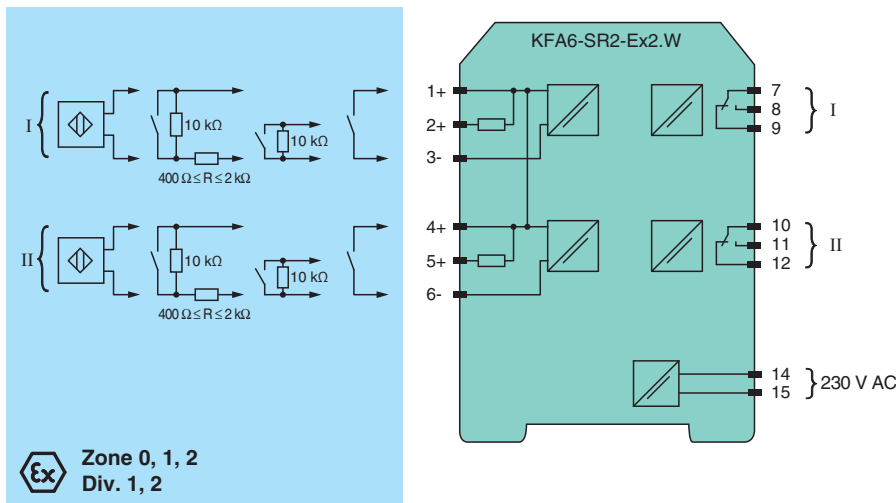 KFA6-SR2-Ex2.W
I
10 kΩ
10 kΩ
400 Ω ≤ R ≤ 2 kΩ
1+
2+
3-
7
8
9
I
II
10 kΩ
10 kΩ
400 Ω ≤ R ≤ 2 kΩ
4+
5+
6-
10
11
12
II
14
15
230 V AC
Ex
Zone 0, 1, 2
Div. 1, 2